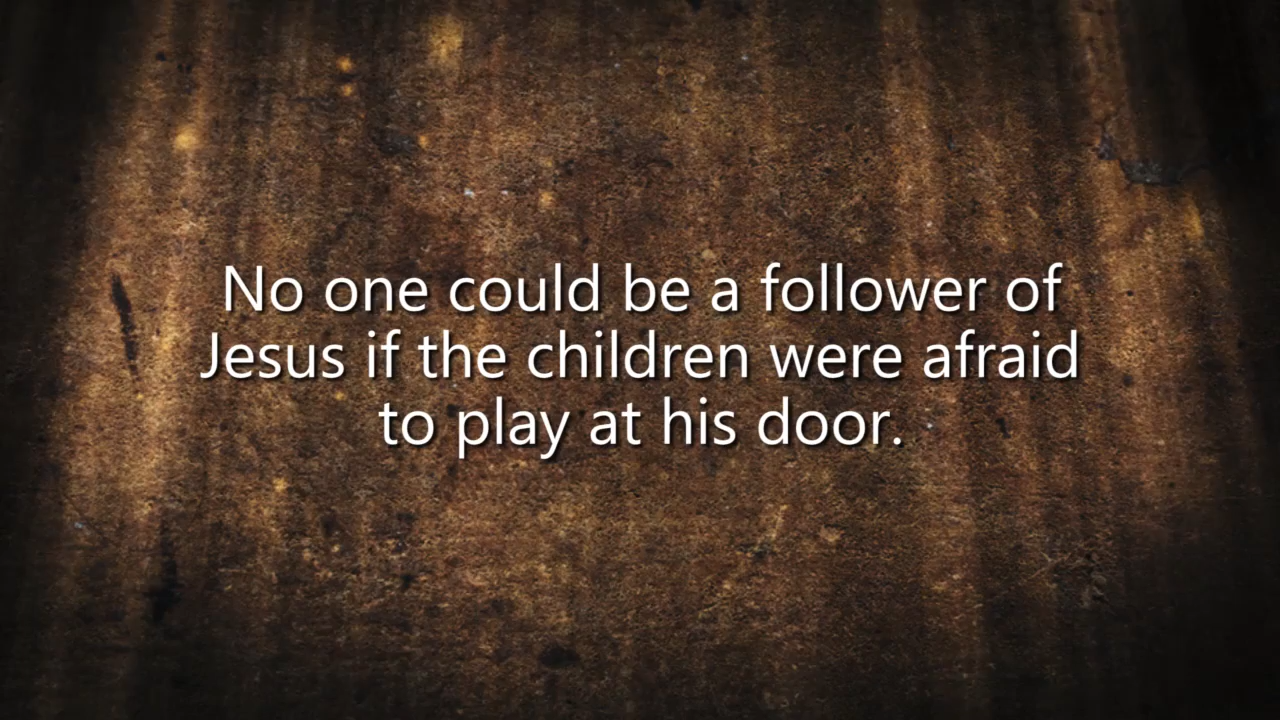 No one could be a follower of
Jesus if the children were afraid
to play at his door.